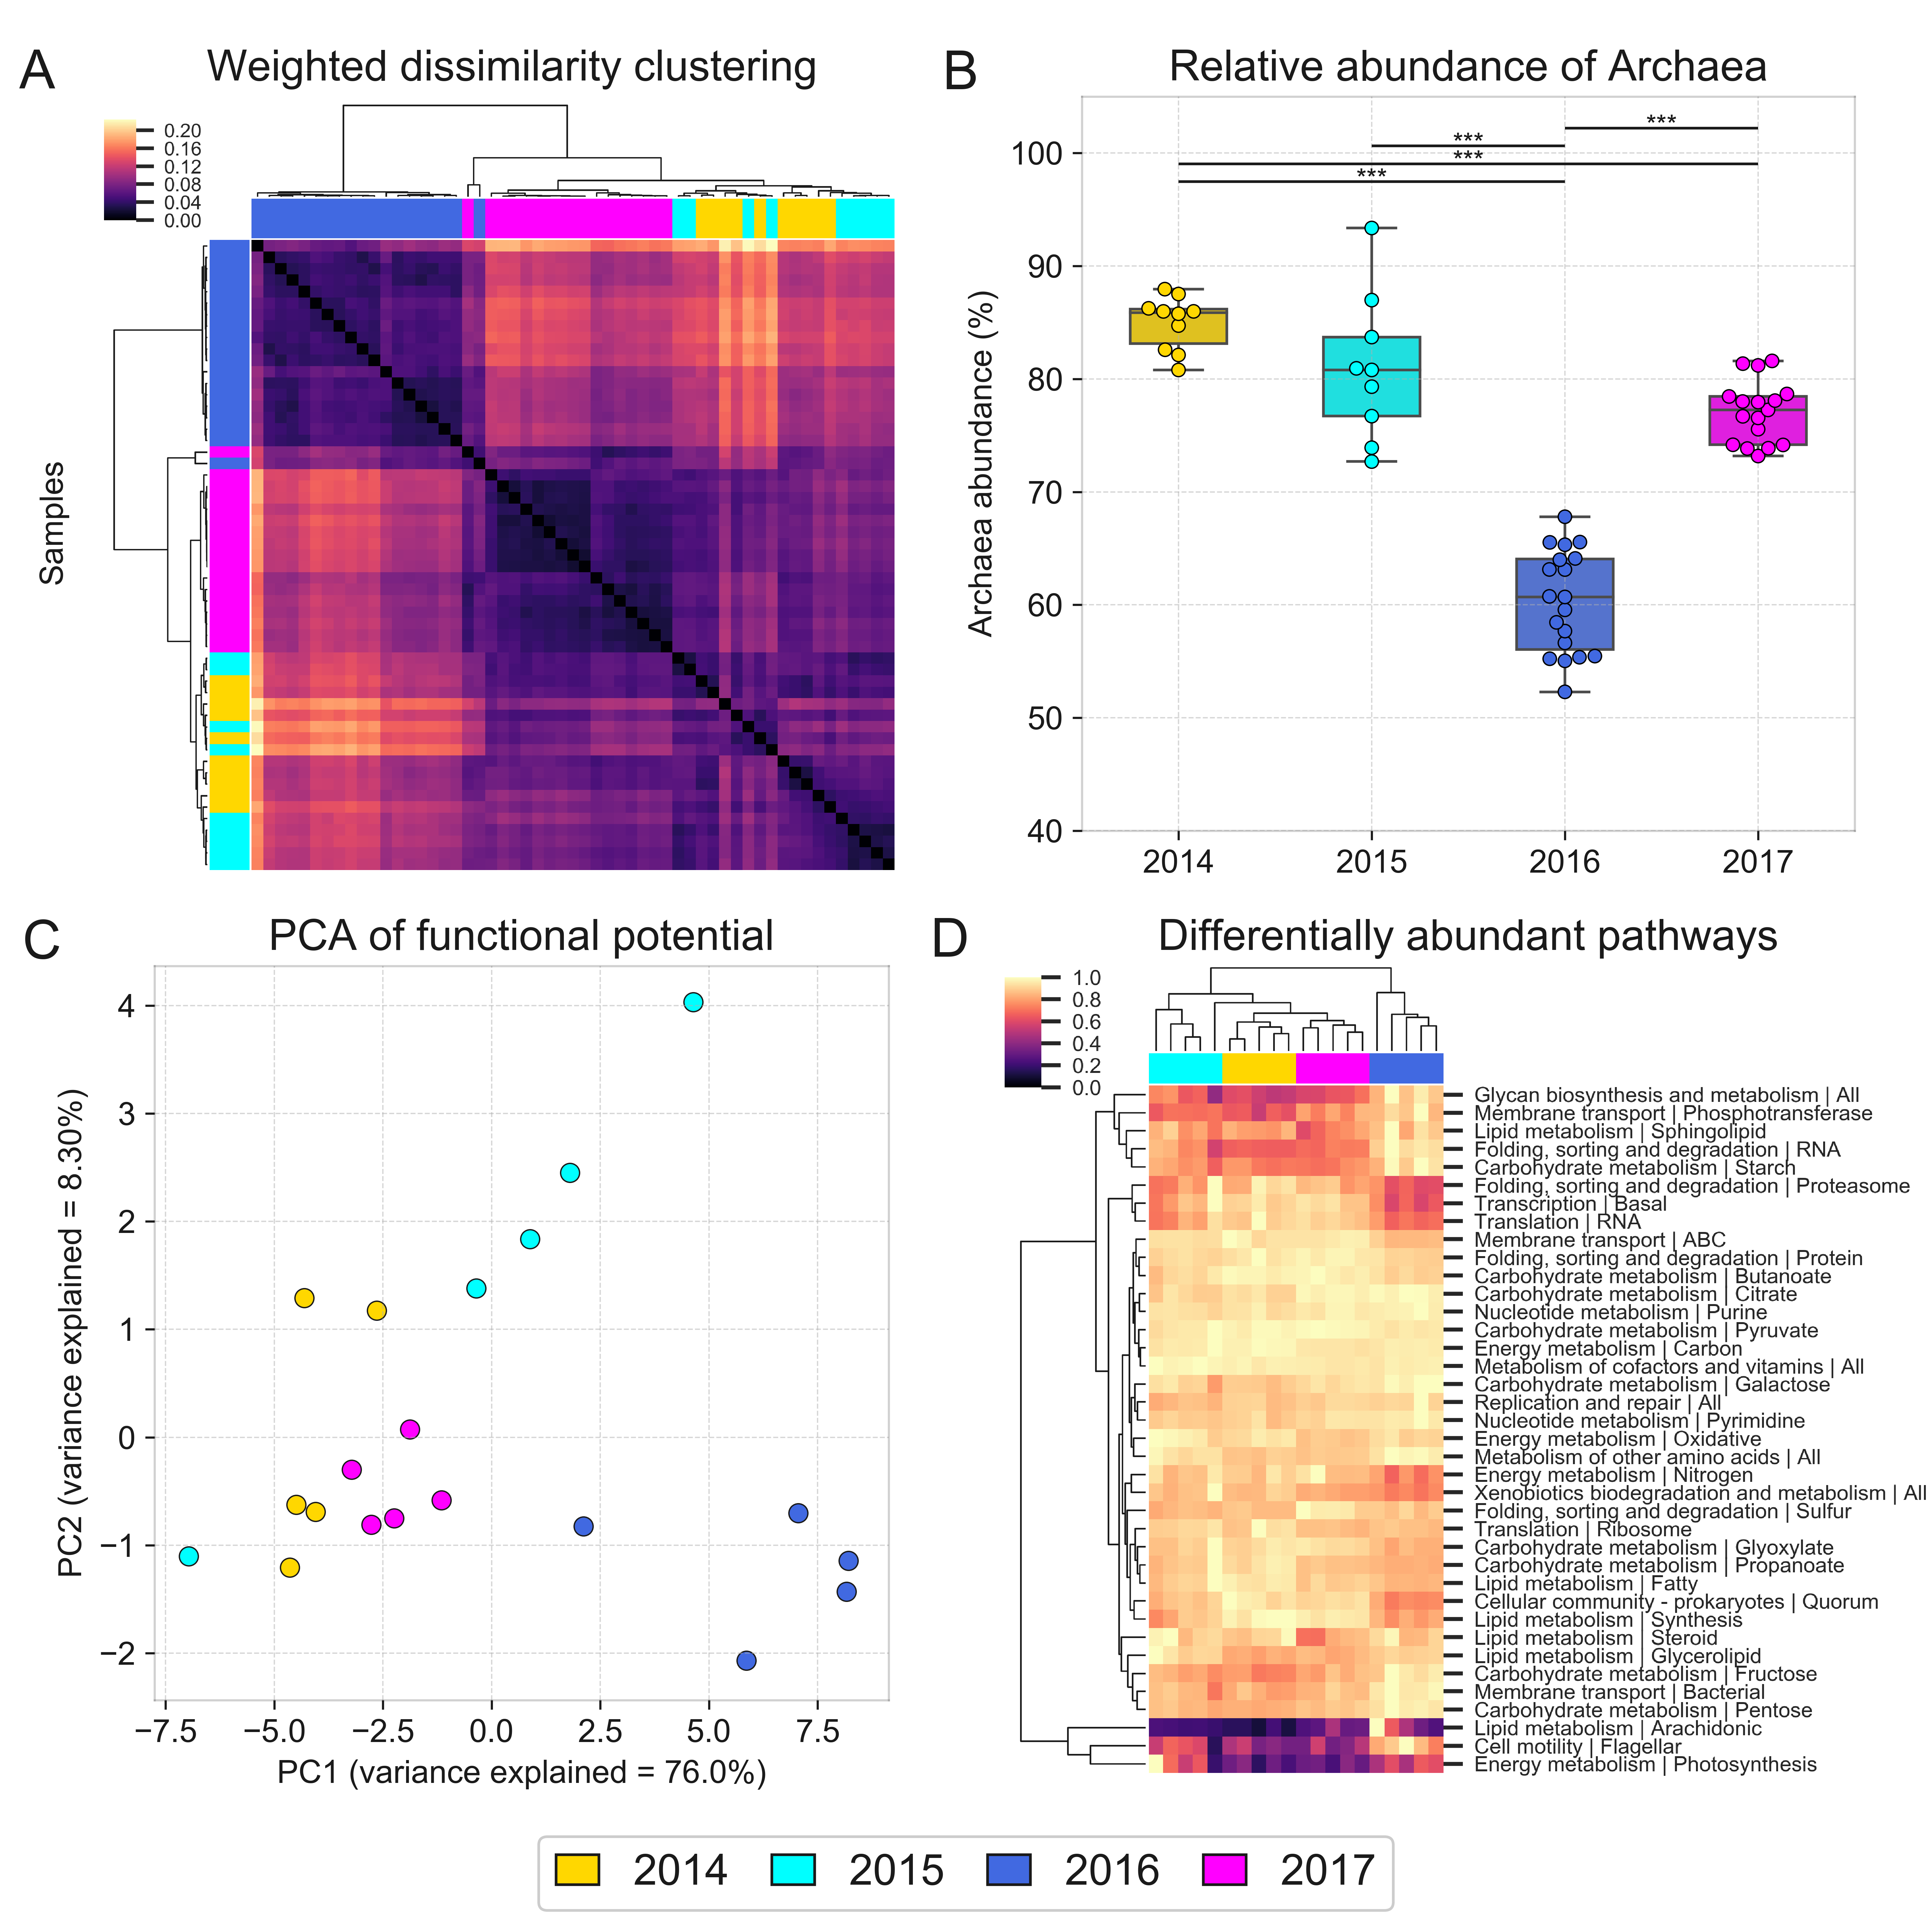 A
Weighted dissimilarity clustering
0.20
0.16
0.12
0.08
0.04
0.00
Samples
B
Relative abundance of Archaea
***
***
***
***
100
90
80
70
60
50
40
Archaea abundance (%)
2014
2015
2016
2017
C
PCA of functional potential
4
3
2
1
0
−1
−2
PC2 (variance explained = 8.30%)
−7.5
−5.0
−2.5
0.0
2.5
5.0
7.5
PC1 (variance explained = 76.0%)
D
Differentially abundant pathways
1.0
0.8
0.6
0.4
0.2
0.0
Glycan biosynthesis and metabolism | All
Membrane transport | Phosphotransferase
Lipid metabolism | Sphingolipid
Folding, sorting and degradation | RNA
Carbohydrate metabolism | Starch
Folding, sorting and degradation | Proteasome
Transcription | Basal
Translation | RNA
Membrane transport | ABC
Folding, sorting and degradation | Protein
Carbohydrate metabolism | Butanoate
Carbohydrate metabolism | Citrate
Nucleotide metabolism | Purine
Carbohydrate metabolism | Pyruvate
Energy metabolism | Carbon
Metabolism of cofactors and vitamins | All
Carbohydrate metabolism | Galactose
Replication and repair | All
Nucleotide metabolism | Pyrimidine
Energy metabolism | Oxidative
Metabolism of other amino acids | All
Energy metabolism | Nitrogen
Xenobiotics biodegradation and metabolism | All
Folding, sorting and degradation | Sulfur
Translation | Ribosome
Carbohydrate metabolism | Glyoxylate
Carbohydrate metabolism | Propanoate
Lipid metabolism | Fatty
Cellular community - prokaryotes | Quorum
Lipid metabolism | Synthesis
Lipid metabolism | Steroid
Lipid metabolism | Glycerolipid
Carbohydrate metabolism | Fructose
Membrane transport | Bacterial
Carbohydrate metabolism | Pentose
Lipid metabolism | Arachidonic
Cell motility | Flagellar
Energy metabolism | Photosynthesis
2014
2015
2016
2017